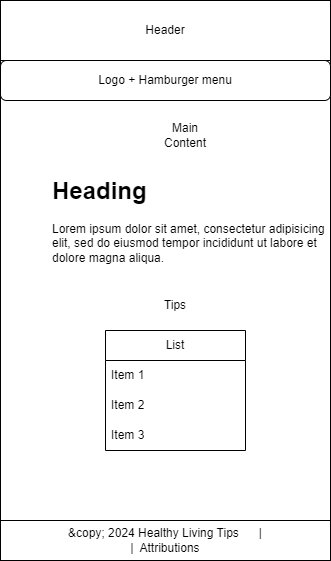 Header
Logo + Hamburger menu
Main
Content
Heading
Lorem ipsum dolor sit amet, consectetur adipisicing
elit, sed do eiusmod tempor incididunt ut labore et
dolore magna aliqua.
Tips
List
Item 1
Item 2
Item 3
&copy; 2024 Healthy Living Tips |
| Attributions